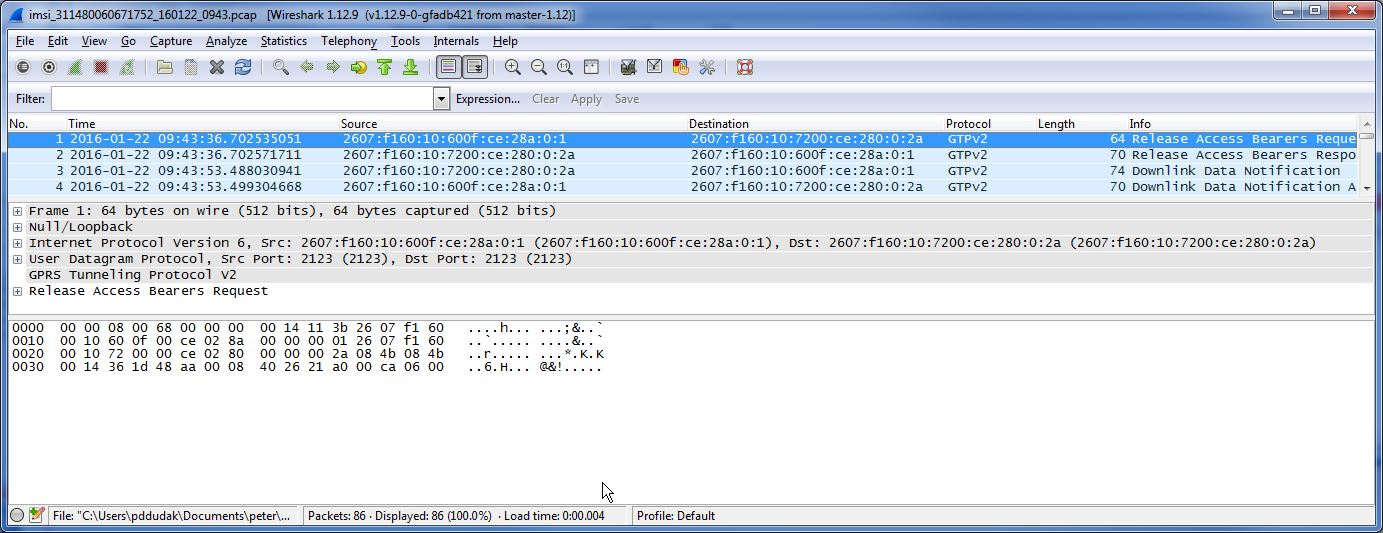 imsi_311480060671752_160122_0943.pcap [Wireshark 1.12.9 (v1.12.9-0-gfadb421 from master-1.12)]
File Edit View Go Capture Analyze Statistics Telephony Tools Internals Help
Filter: Expression... Clear Apply Save
No. Time Source Destination Protocol Length Info
1 2016-01-22 09:43:36.702535051 2607:f160:10:600f:ce:28a:0:1 2607:f160:10:7200:ce:280:0:2a GTPv2 64 Release Access Bearers Reque
2 2016-01-22 09:43:36.702571711 2607:f160:10:7200:ce:280:0:2a 2607:f160:10:600f:ce:28a:0:1 GTPv2 70 Release Access Bearers Respo
3 2016-01-22 09:43:53.488030941 2607:f160:10:7200:ce:280:0:2a 2607:f160:10:600f:ce:28a:0:1 GTPv2 74 Downlink Data Notification
4 2016-01-22 09:43:53.499304668 2607:f160:10:600f:ce:28a:0:1 2607:f160:10:7200:ce:280:0:2a GTPv2 70 Downlink Data Notification A
Frame 1: 64 bytes on wire (512 bits), 64 bytes captured (512 bits)
Null/Loopback
Internet Protocol Version 6, Src: 2607:f160:10:600f:ce:28a:0:1 (2607:f160:10:600f:ce:28a:0:1), Dst: 2607:f160:10:7200:ce:280:0:2a (2607:f160:10:7200:ce:280:0:2a)
User Datagram Protocol, Src Port: 2123 (2123), Dst Port: 2123 (2123)
GPRS Tunneling Protocol V2
Release Access Bearers Request
0000 00 00 08 00 68 00 00 00 00 14 11 3b 26 07 f1 60 ....h... ...;&..`
0010 00 10 60 0f 00 ce 02 8a 00 00 00 01 26 07 f1 60 ..`..... ....&..`
0020 00 10 72 00 00 ce 02 80 00 00 00 2a 08 4b 08 4b ..r..... ...*.K.K
0030 00 14 36 1d 48 aa 00 08 40 26 21 a0 00 ca 06 00 ..6.H... @&!.....
File: "C:\Users\pddudak\Documents\peter\... Packets: 86 · Displayed: 86 (100.0%) · Load time: 0:00.004 Profile: Default